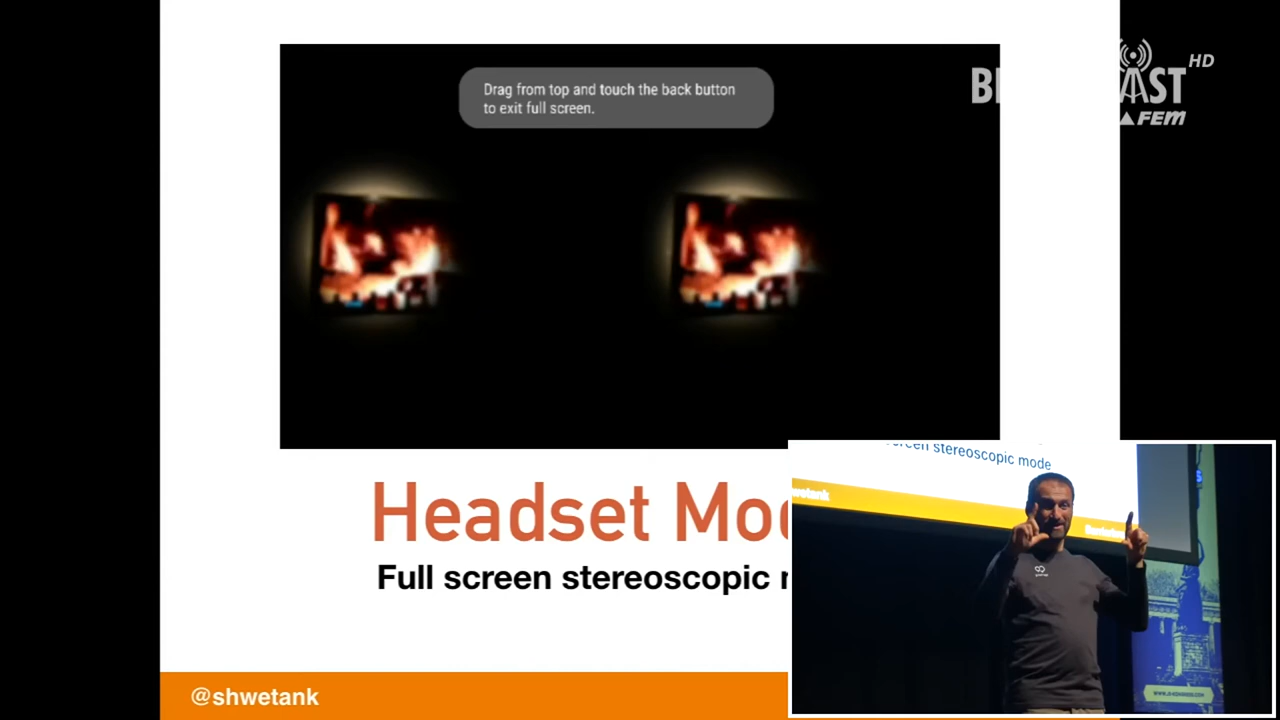 Drag from top and touch the back button
to exit full screen.
HD
FEM
Headset
Full screen stereoscopic
@shwetank
screen stereoscopic mode